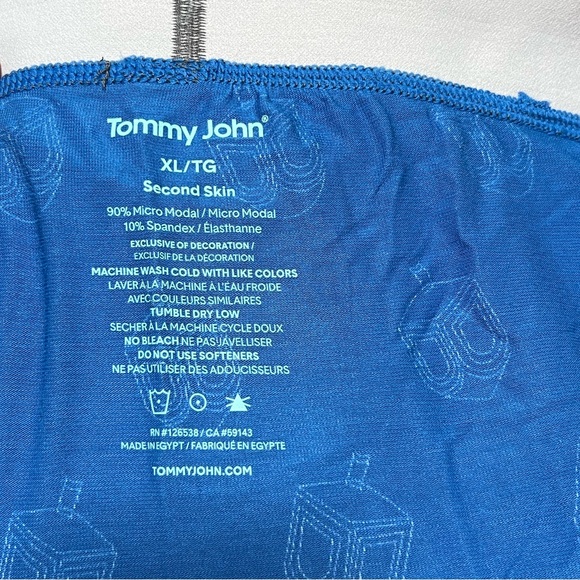 Tommy John®
XL/TG
Second Skin
90% Micro Modal / Micro Modal
10% Spandex / Élasthanne
EXCLUSIVE OF DECORATION /
EXCLUSIF DE LA DÉCORATION
MACHINE WASH COLD WITH LIKE COLORS
LAVER À LA MACHINE À L'EAU FROIDE
AVEC COULEURS SIMILAIRES
TUMBLE DRY LOW
SECHER À LA MACHINE CYCLE DOUX
NO BLEACH NE PAS JAVELLISER
DO NOT USE SOFTENERS
NE PAS UTILISER DES ADOUCISSEURS
RN #126538 / CA #59143
MADE IN EGYPT / FABRIQUÉ EN EGYPTE
TOMMYJOHN.COM